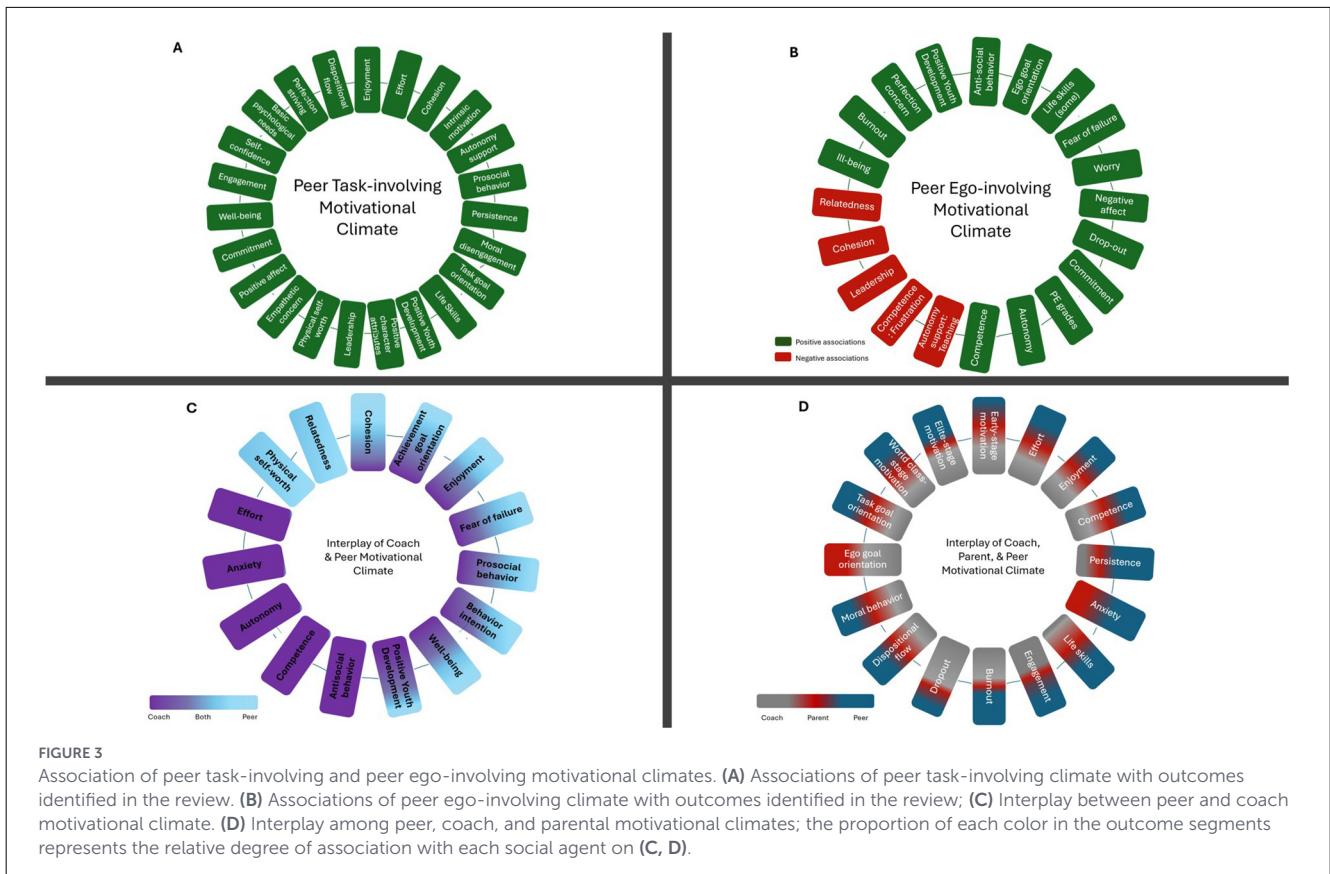 A
Enjoyment
Effort
Cohesion
Intrinsic
motivation
Autonomy
support
Prosocial
behavior
Persistence
Moral
disengagement
Task goal
orientation
Life Skills
Positive Youth
Development
Positive
character
attributes
Leadership
Physical self-
worth
Empathetic
concern
Positive affect
Commitment
Well-being
Engagement
Self-
confidence
Basic
psychological
needs
Perfection
striving
Dispositional
flow
Peer Task-involving
Motivational
Climate
B
Anti-social
behavior
Ego goal
orientation
Life skills
(some)
Fear of failure
Worry
Negative
affect
Drop-out
Commitment
PE grades
Autonomy
Competence
Autonomy
support:
Teaching
Competence
: Frustration
Leadership
Cohesion
Relatedness
Ill-being
Burnout
Perfection
concern
Positive Youth
Development
Peer Ego-involving
Motivational
Climate
Positive associations
Negative associations
C
Cohesion
Achievement
goal
orientation
Enjoyment
Fear of failure
Prosocial
behavior
Behavior
intention
Well-being
Positive Youth
Development
Antisocial
behavior
Competence
Autonomy
Anxiety
Effort
Physical
self-worth
Relatedness
Interplay of Coach
& Peer Motivational
Climate
Coach Both Peer
D
Early-stage
motivation
Effort
Enjoyment
Competence
Persistence
Anxiety
Life skills
Engagement
Burnout
Dropout
Dispositional
flow
Moral behavior
Ego goal
orientation
Task goal
orientation
World class-
stage
motivation
Elite-stage
motivation
Interplay of Coach,
Parent, & Peer
Motivational Climate
Coach Parent Peer
FIGURE 3
Association of peer task-involving and peer ego-involving motivational climates. (A) Associations of peer task-involving climate with outcomes
identified in the review. (B) Associations of peer ego-involving climate with outcomes identified in the review; (C) Interplay between peer and coach
motivational climate. (D) Interplay among peer, coach, and parental motivational climates; the proportion of each color in the outcome segments
represents the relative degree of association with each social agent on (C, D).